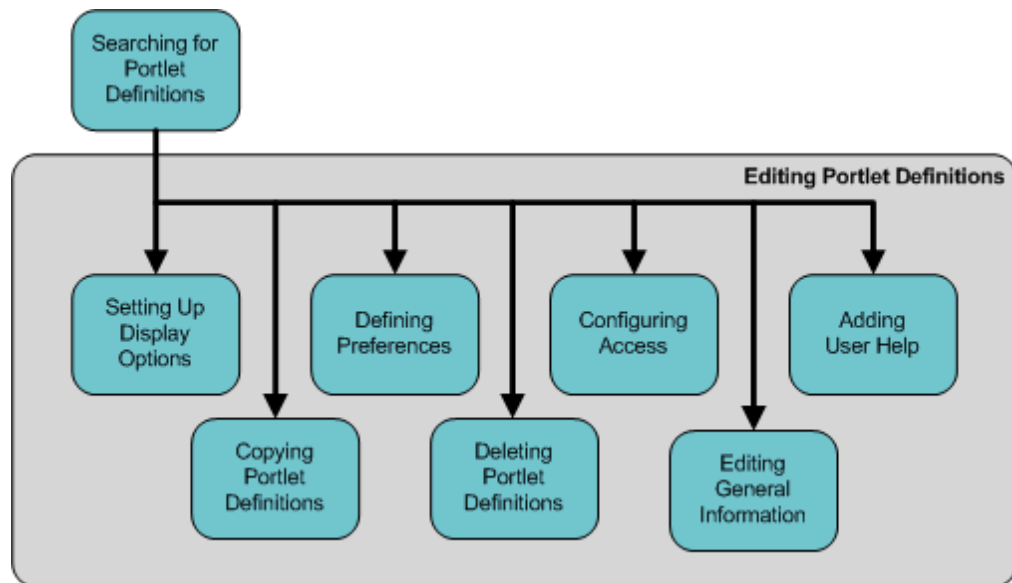 Searching for
Portlet
Definitions
Editing Portlet Definitions
Setting Up
Display
Options
Defining
Preferences
Configuring
Access
Adding
User Help
Copying
Portlet
Definitions
Deleting
Portlet
Definitions
Editing
General
Information